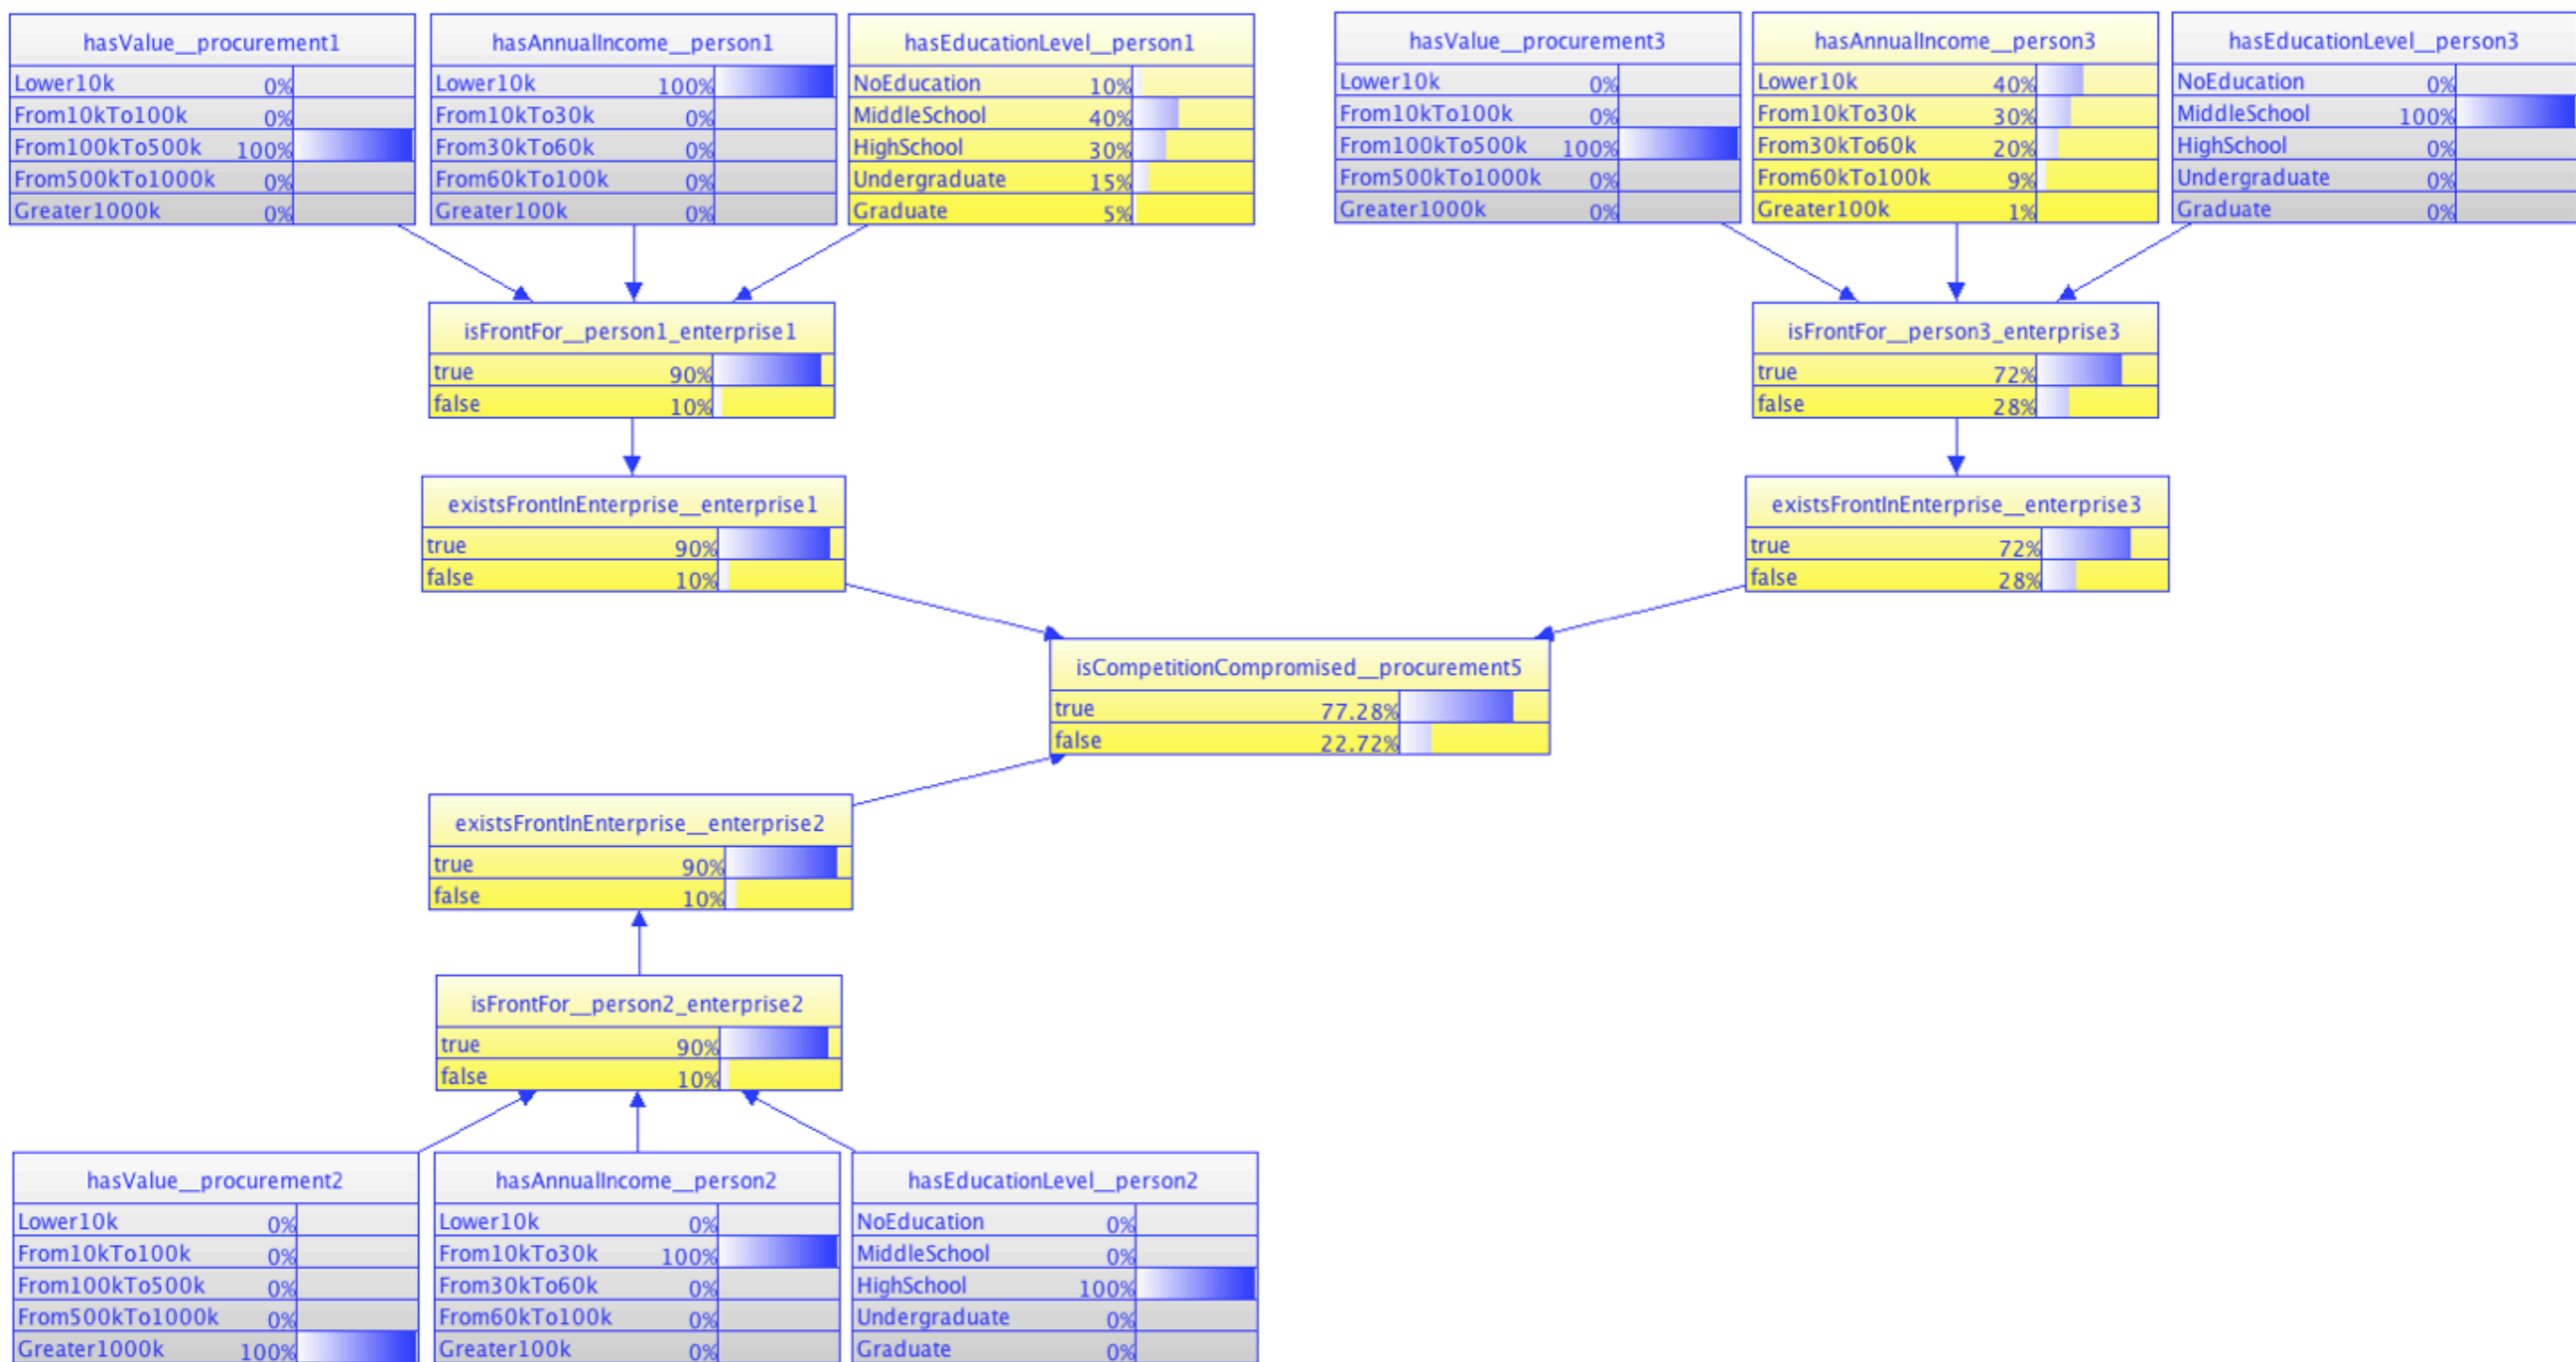 hasValue__procurement1
Lower10k 0%
From10kTo100k 0%
From100kTo500k 100%
From500kTo1000k 0%
Greater1000k 0%
hasAnnualIncome__person1
Lower10k 100%
From10kTo30k 0%
From30kTo60k 0%
From60kTo100k 0%
Greater100k 0%
hasEducationLevel__person1
NoEducation 10%
MiddleSchool 40%
HighSchool 30%
Undergraduate 15%
Graduate 5%
hasValue__procurement3
Lower10k 0%
From10kTo100k 0%
From100kTo500k 100%
From500kTo1000k 0%
Greater1000k 0%
hasAnnualIncome__person3
Lower10k 40%
From10kTo30k 30%
From30kTo60k 20%
From60kTo100k 9%
Greater100k 1%
hasEducationLevel__person3
NoEducation 0%
MiddleSchool 100%
HighSchool 0%
Undergraduate 0%
Graduate 0%
isFrontFor__person1_enterprise1
true 90%
false 10%
isFrontFor__person3_enterprise3
true 72%
false 28%
existsFrontInEnterprise__enterprise1
true 90%
false 10%
existsFrontInEnterprise__enterprise3
true 72%
false 28%
isCompetitionCompromised__procurement5
true 77.28%
false 22.72%
existsFrontInEnterprise__enterprise2
true 90%
false 10%
isFrontFor__person2_enterprise2
true 90%
false 10%
hasValue__procurement2
Lower10k 0%
From10kTo100k 0%
From100kTo500k 0%
From500kTo1000k 0%
Greater1000k 100%
hasAnnualIncome__person2
Lower10k 0%
From10kTo30k 100%
From30kTo60k 0%
From60kTo100k 0%
Greater100k 0%
hasEducationLevel__person2
NoEducation 0%
MiddleSchool 0%
HighSchool 100%
Undergraduate 0%
Graduate 0%